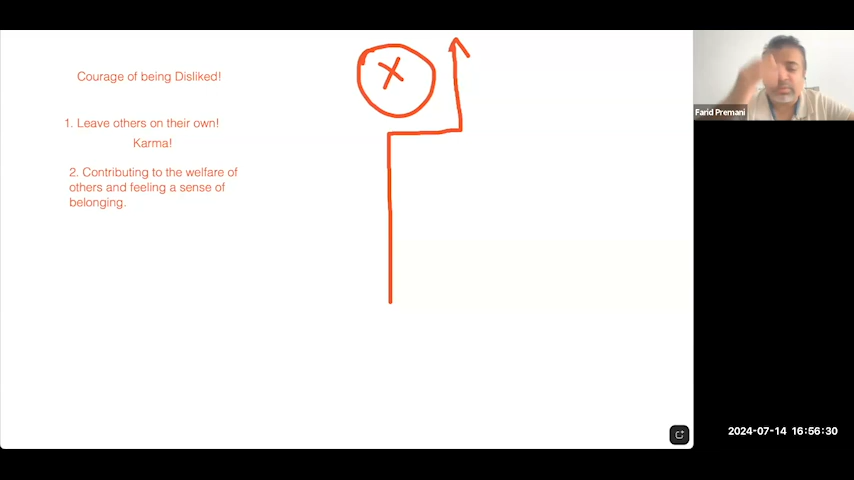 Courage of being Disliked!
1. Leave others on their own!
Karma!
2. Contributing to the welfare of
others and feeling a sense of
belonging.
X
Farid Premani
2024-07-14 16:56:30